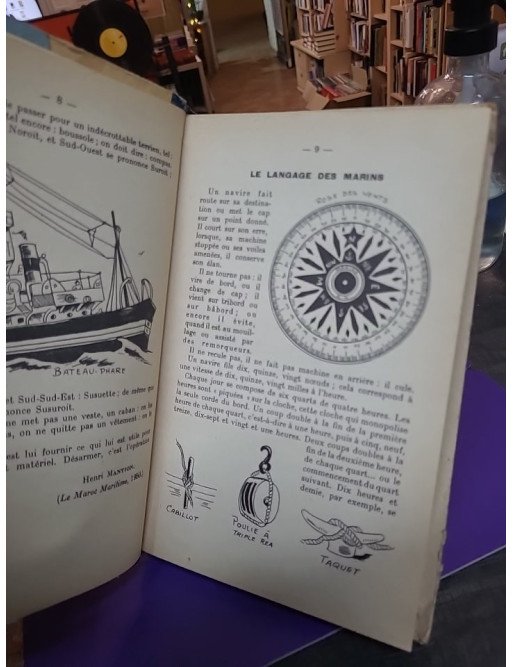 — 8 —
passer pour un indécrottable terrien, tel
tel encore : boussole ; on doit dire : compas.
Noroît, et Sud-Ouest se prononce Suroît ;
BATEAU-PHARE
et Sud-Sud-Est : Susuette ; de même
nonce Susuroit.
ne met pas une veste, un caban : on
on ne quitte pas un vêtement : on
est lui fournir ce qui lui est utile pour
matériel. Désarmer, c'est l'opération
Henri MANTION.
(Le Maroc Maritime,
— 9 —
LE LANGAGE DES MARINS
Un navire fait
route sur sa destina-
tion ou met le cap
sur un point donné.
Il court sur son erre,
lorsque, sa machine
stoppée ou ses voiles
amenées, il conserve
son élan.
Il ne tourne pas : il
vire de bord, ou il
change de cap ; il
vient sur tribord ou
sur bâbord ; ou
encore il évite,
quand il est au mouil-
lage ou assisté par
des remorqueurs.
ROSE DES VENTS
Il ne recule pas, il ne fait pas machine en arrière : il cule.
Un navire file dix, quinze, vingt nœuds ; cela correspond à
une vitesse de dix, quinze, vingt milles à l'heure.
Chaque jour se compose de six quarts de quatre heures. Les
heures sont « piquées » sur la cloche, cette cloche qui monopolise
la seule corde du bord. Un coup double à la fin de la première
heure de chaque quart, c'est-à-dire à une heure, puis à cinq, neuf,
treize, dix-sept et vingt et une heures. Deux coups doubles à la
fin de la deuxième heure,
de chaque quart... ou le
commencement du quart
suivant. Dix heures et
demie, par exemple, se
CABILLOT
POULIE À
TRIPLE REA
TAQUET